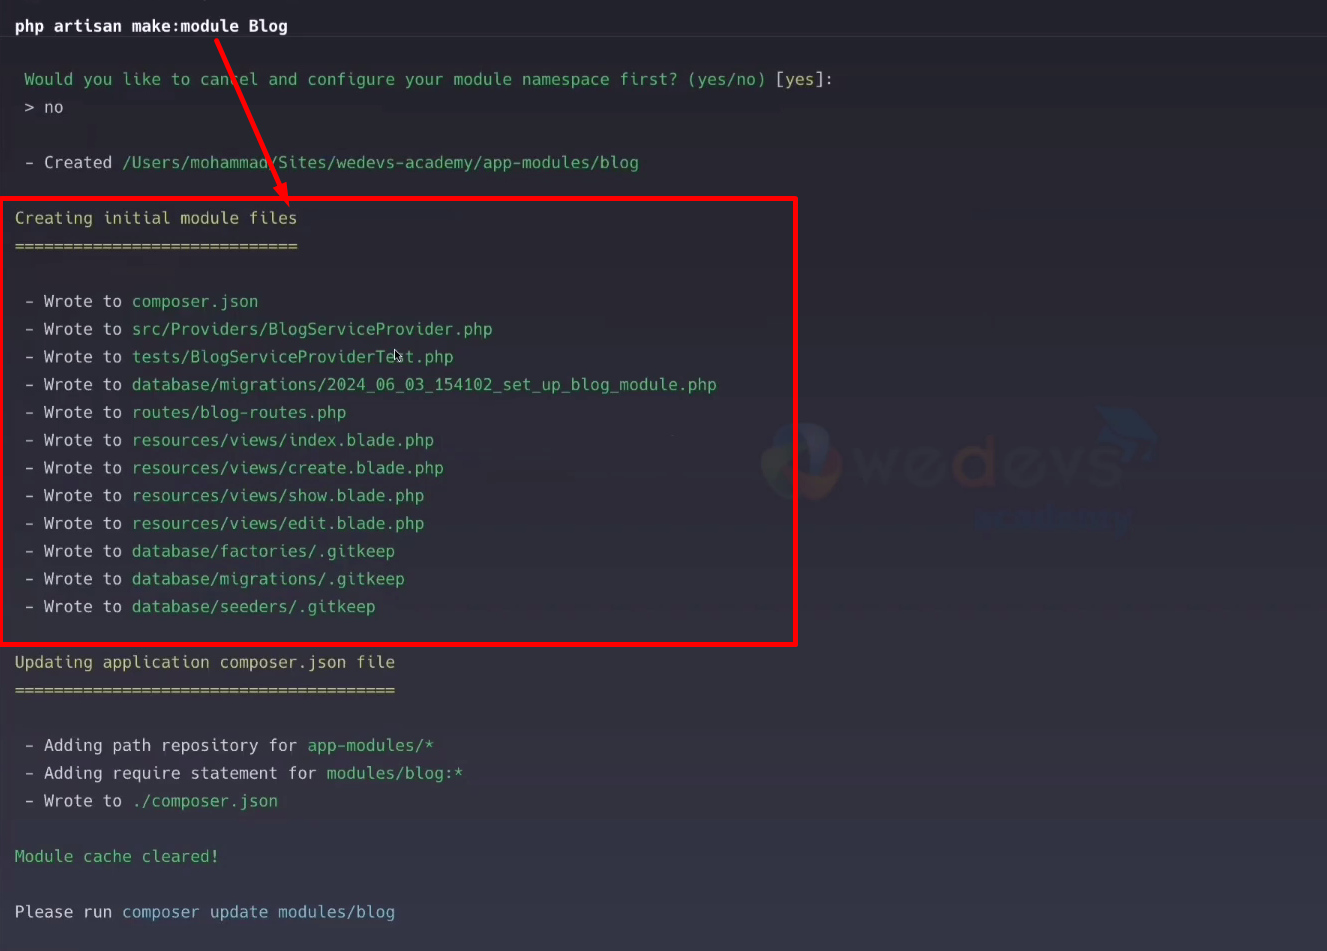 php artisan make:module Blog
Would you like to cancel and configure your module namespace first? (yes/no) [yes]:
> no
- Created /Users/mohammad/Sites/wedevs-academy/app-modules/blog
Creating initial module files
=============================
- Wrote to composer.json
- Wrote to src/Providers/BlogServiceProvider.php
- Wrote to tests/BlogServiceProviderTest.php
- Wrote to database/migrations/2024_06_03_154102_set_up_blog_module.php
- Wrote to routes/blog-routes.php
- Wrote to resources/views/index.blade.php
- Wrote to resources/views/create.blade.php
- Wrote to resources/views/show.blade.php
- Wrote to resources/views/edit.blade.php
- Wrote to database/factories/.gitkeep
- Wrote to database/migrations/.gitkeep
- Wrote to database/seeders/.gitkeep
wedevs
academy
Updating application composer.json file
=======================================
- Adding path repository for app-modules/*
- Adding require statement for modules/blog:*
- Wrote to ./composer.json
Module cache cleared!
Please run composer update modules/blog